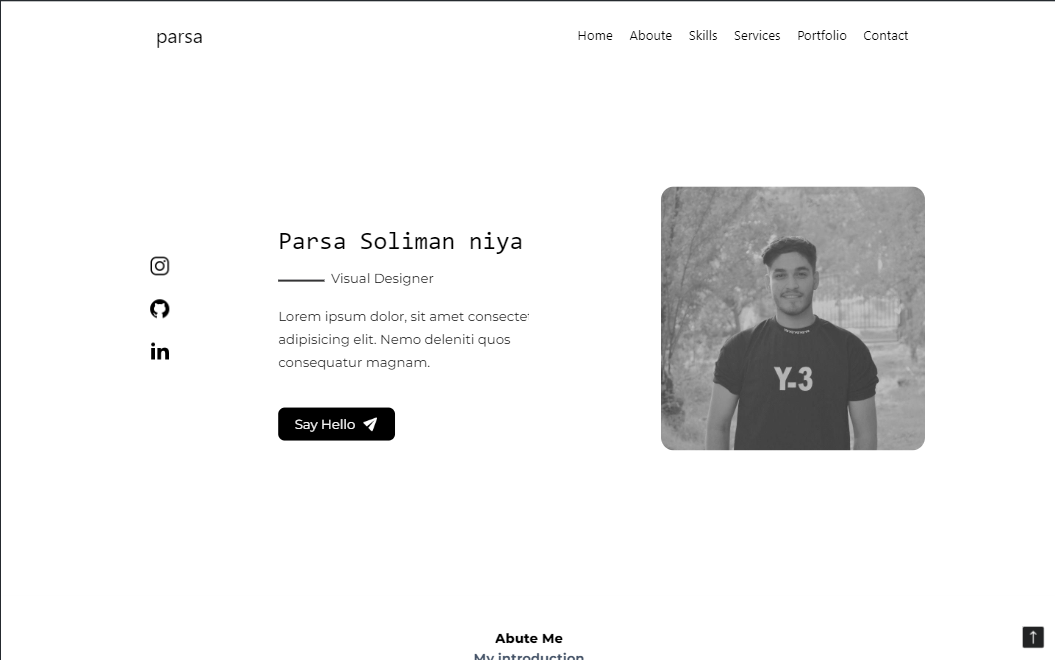 parsa
Home Aboute Skills Services Portfolio Contact
Parsa Soliman niya
Visual Designer
Lorem ipsum dolor, sit amet consectet
adipisicing elit. Nemo deleniti quos
consequatur magnam.
Say Hello
Y-3
Abute Me
My introduction